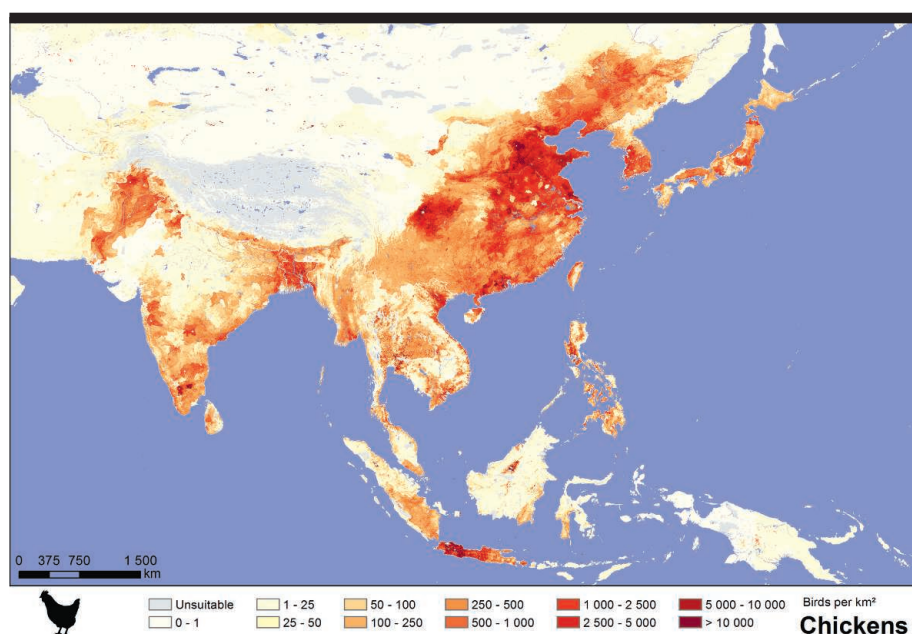 0 375 750 1 500
km
Unsuitable 1 - 25 50 - 100 250 - 500 1 000 - 2 500 5 000 - 10 000 Birds per km²
0 - 1 25 - 50 100 - 250 500 - 1 000 2 500 - 5 000 > 10 000 Chickens